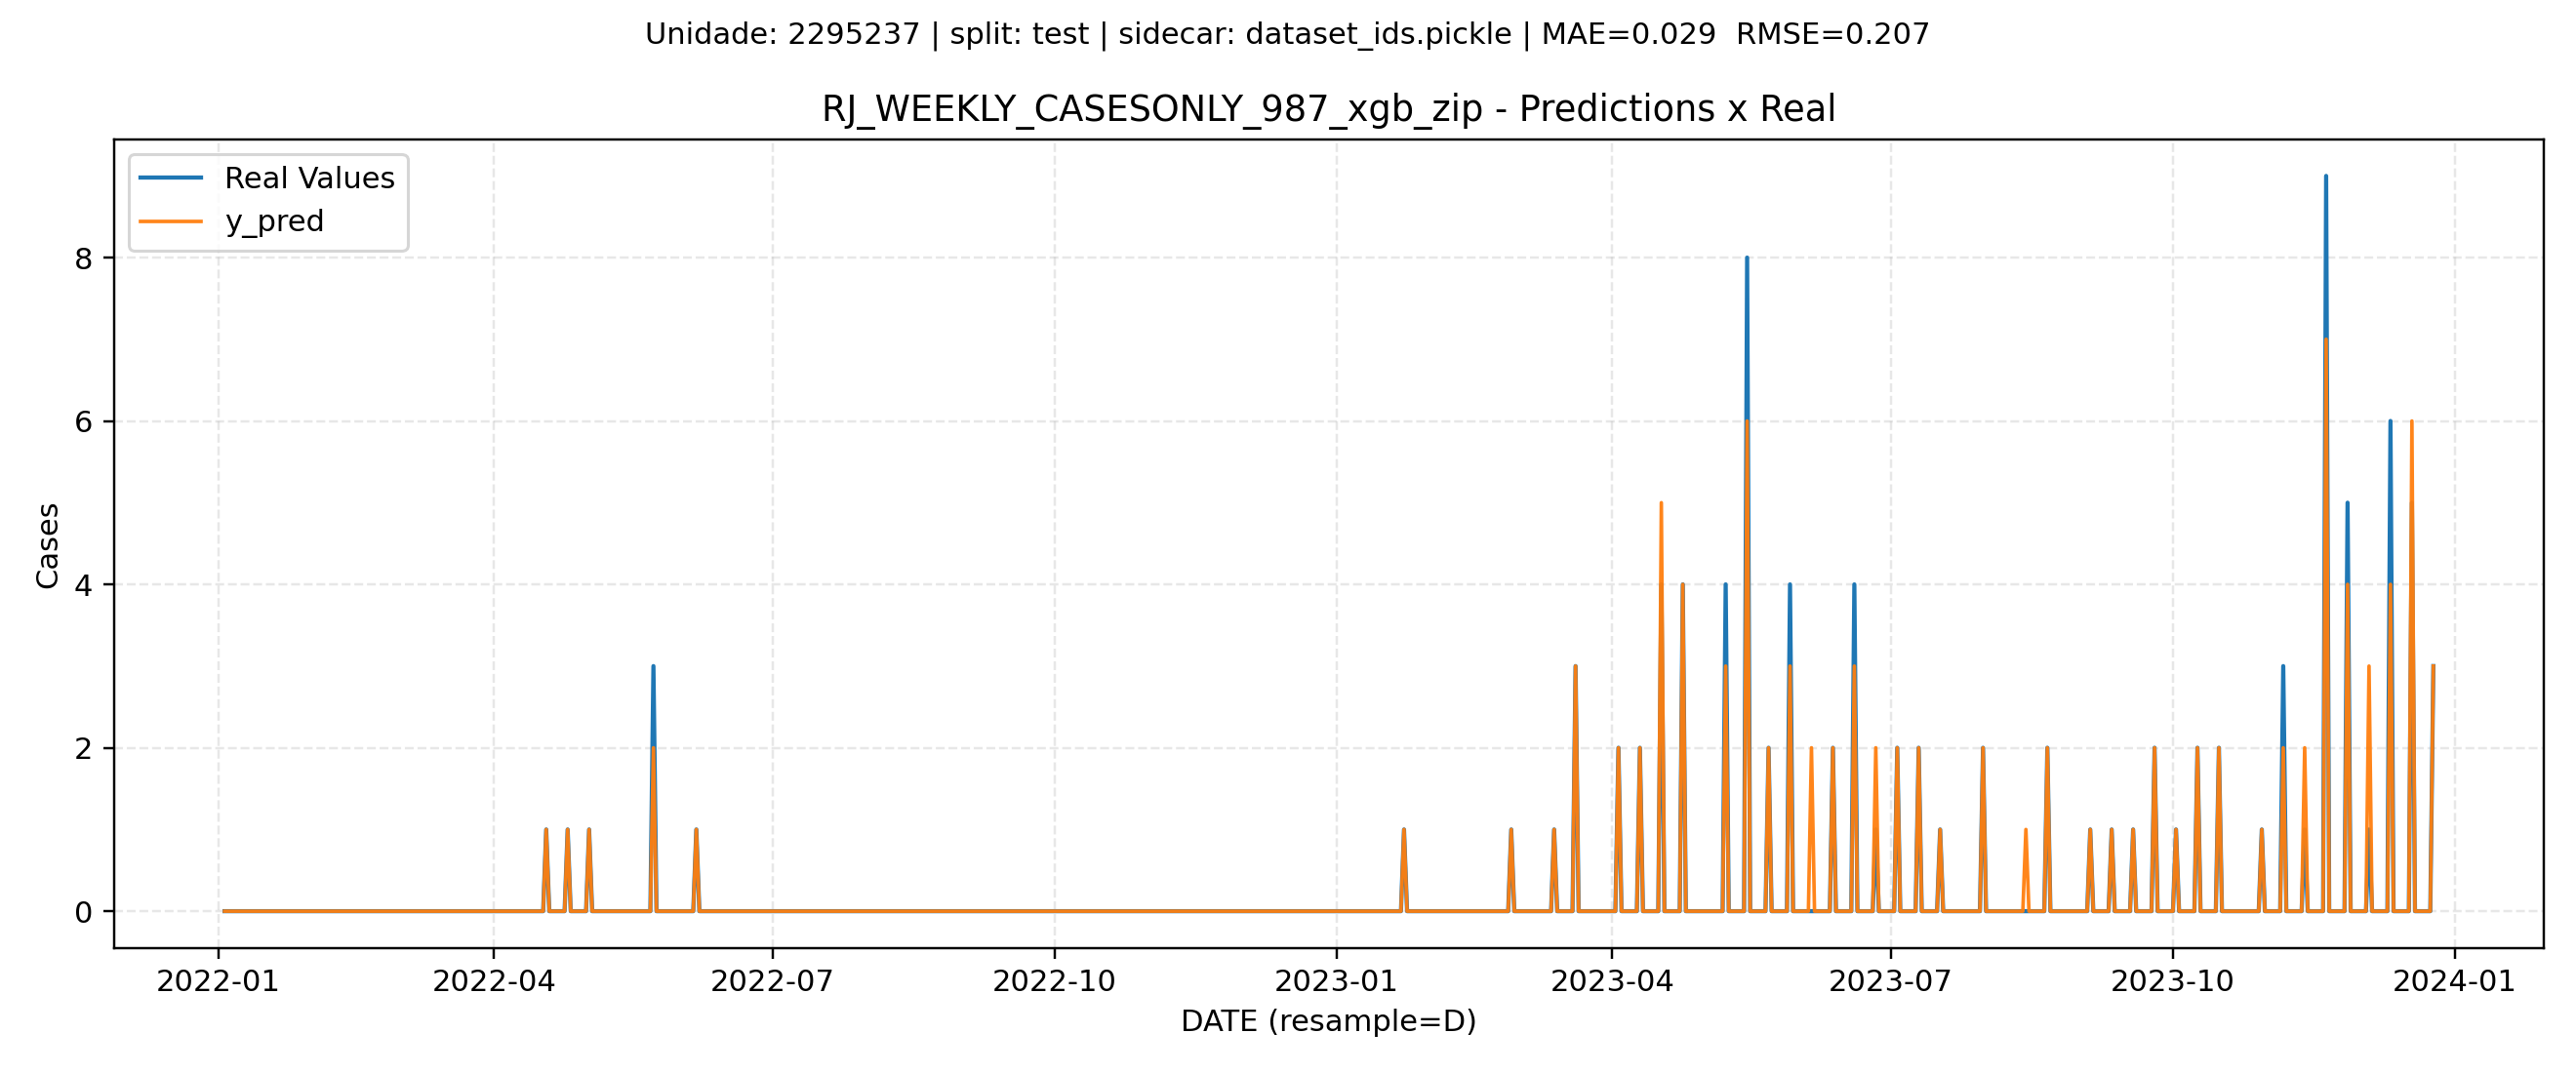 Unidade: 2295237 | split: test | sidecar: dataset_ids.pickle | MAE=0.029  RMSE=0.207
RJ_WEEKLY_CASESONLY_987_xgb_zip - Predictions x Real
Real Values
y_pred
Cases
8
6
4
2
0
2022-01 2022-04 2022-07 2022-10 2023-01 2023-04 2023-07 2023-10 2024-01
DATE (resample=D)